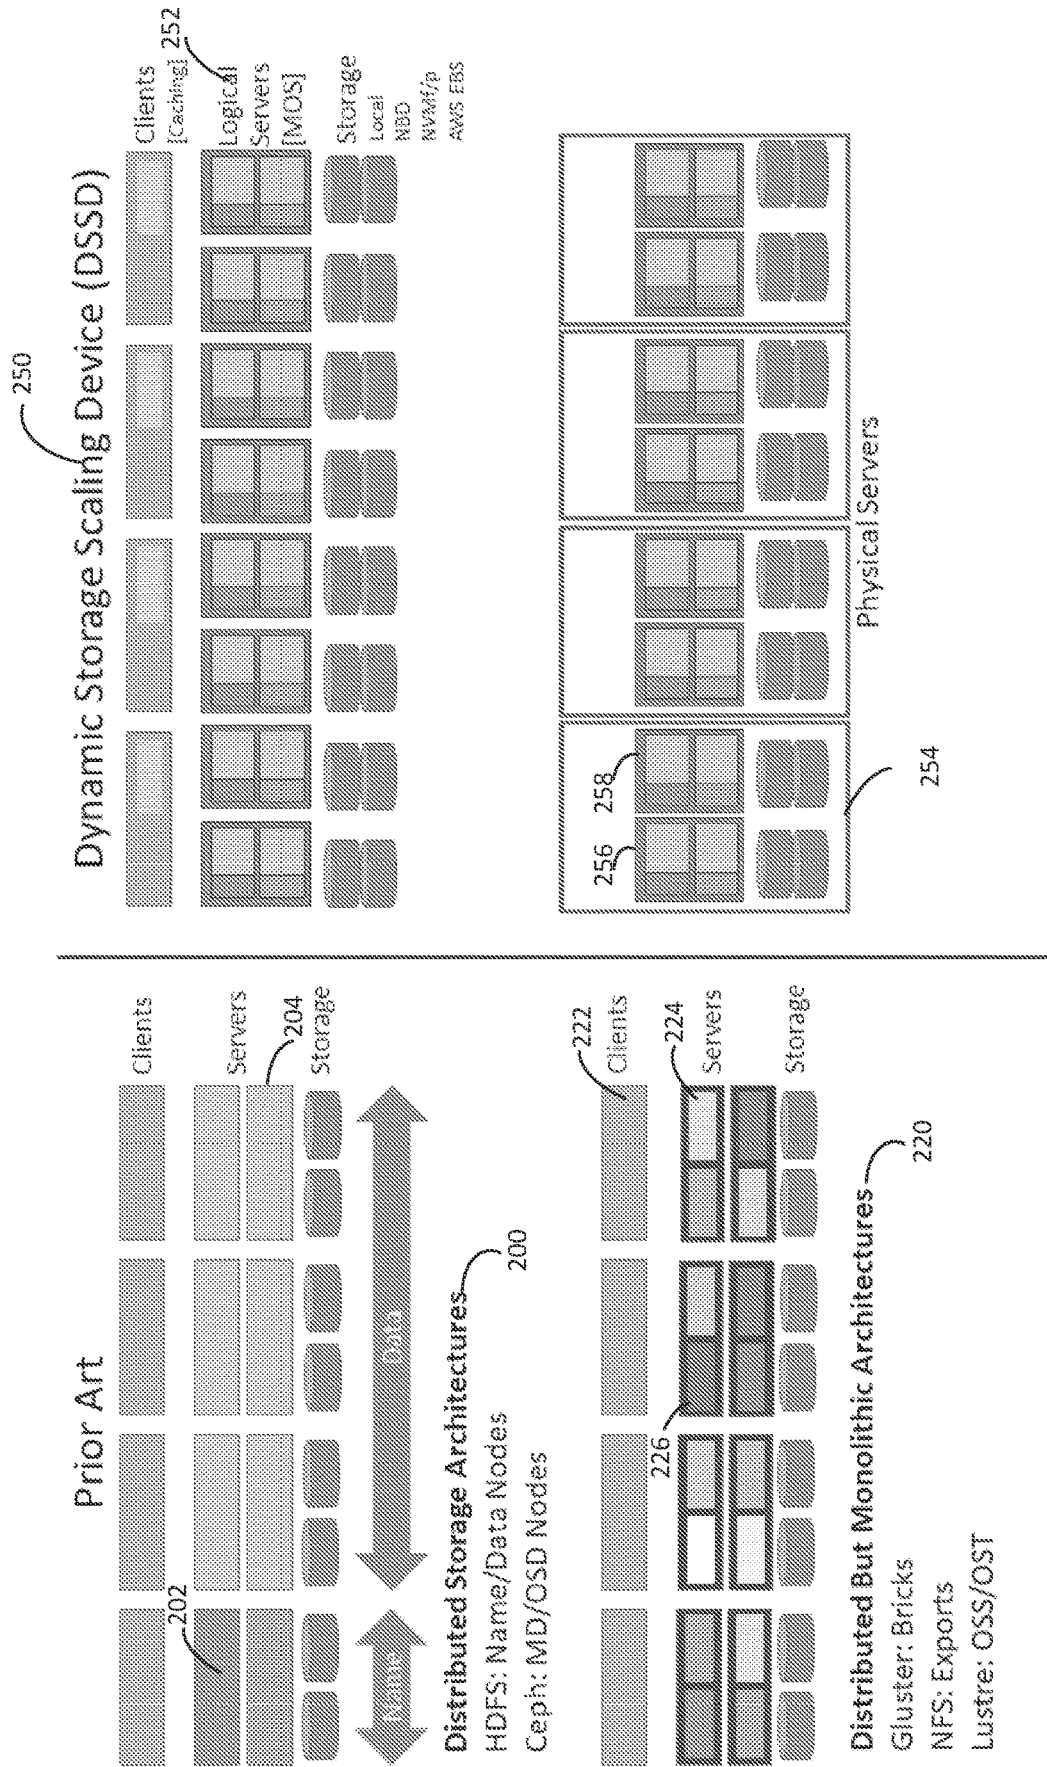 Prior Art
Clients
202
Servers
204
Storage
Name
Data
Distributed Storage Architectures
200
HDFS: Name/Data Nodes
Ceph: MD/OSD Nodes
222
Clients
224
Servers
226
Storage
Distributed But Monolithic Architectures
220
Gluster: Bricks
NFS: Exports
Lustre: OSS/OST
250
Dynamic Storage Scaling Device (DSSD)
Clients
[Caching]
252
Logical
Servers
[MOS]
Storage
Local
NBD
NVMf/p
AWS EBS
256
258
Physical Servers
254